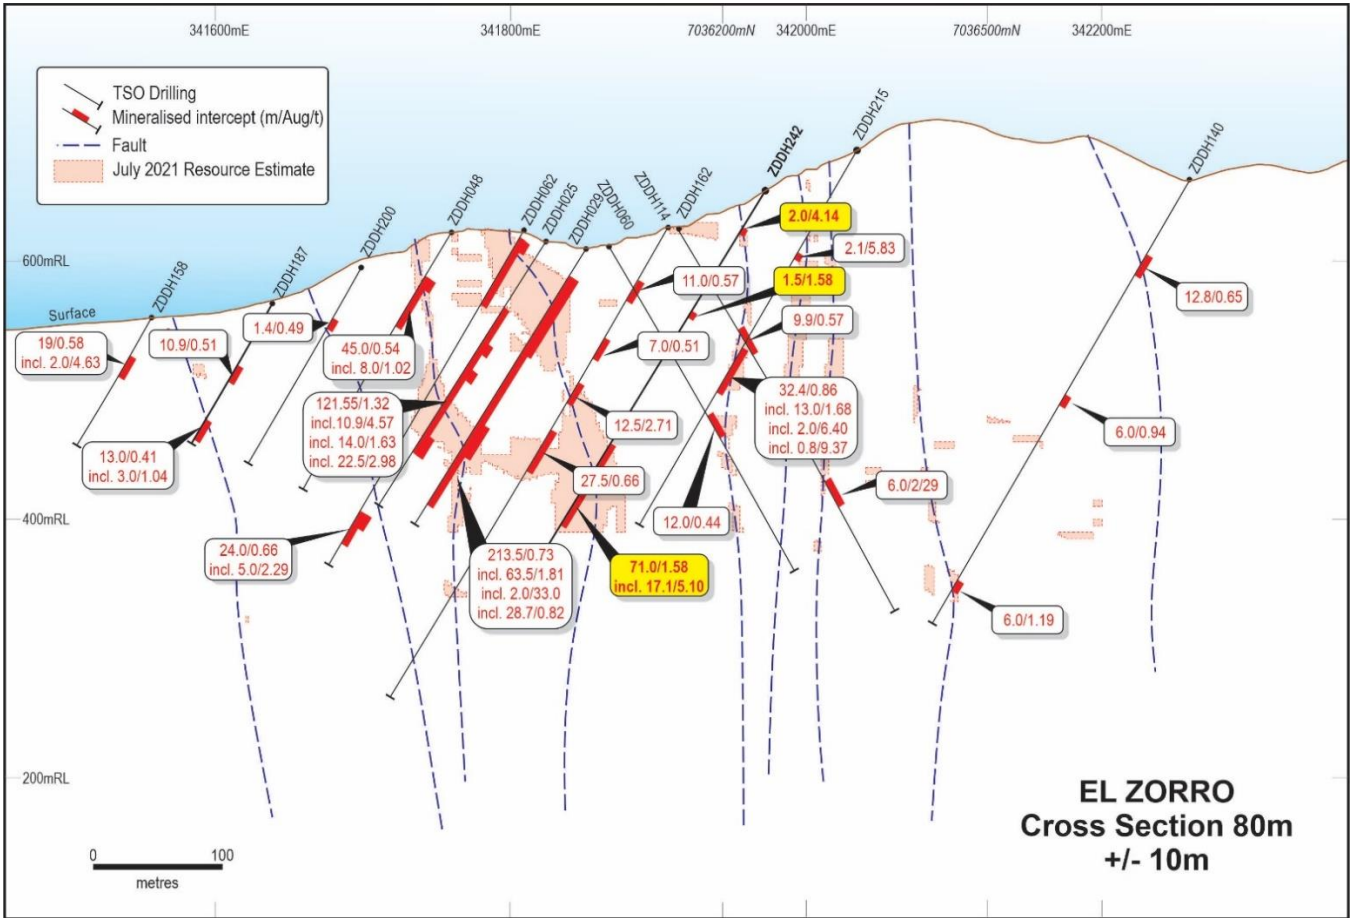 341600mE
341800mE
7036200mN
342000mE
7036500mN
342200mE
TSO Drilling
Mineralised intercept (m/Aug/t)
Fault
July 2021 Resource Estimate
ZDDH158
ZDDH187
ZDDH200
ZDDH048
ZDDH062
ZDDH025
ZDDH029
ZDDH060
ZDDH114
ZDDH162
ZDDH242
ZDDH215
ZDDH140
600mRL
400mRL
200mRL
Surface
19/0.58
incl. 2.0/4.63
10.9/0.51
13.0/0.41
incl. 3.0/1.04
1.4/0.49
45.0/0.54
incl. 8.0/1.02
121.55/1.32
incl.10.9/4.57
incl. 14.0/1.63
incl. 22.5/2.98
24.0/0.66
incl. 5.0/2.29
213.5/0.73
incl. 63.5/1.81
incl. 2.0/33.0
incl. 28.7/0.82
11.0/0.57
7.0/0.51
12.5/2.71
27.5/0.66
71.0/1.58
incl. 17.1/5.10
2.0/4.14
2.1/5.83
1.5/1.58
9.9/0.57
32.4/0.86
incl. 13.0/1.68
incl. 2.0/6.40
incl. 0.8/9.37
12.0/0.44
6.0/2/29
12.8/0.65
6.0/0.94
6.0/1.19
EL ZORRO
Cross Section 80m
+/- 10m
0
100
metres